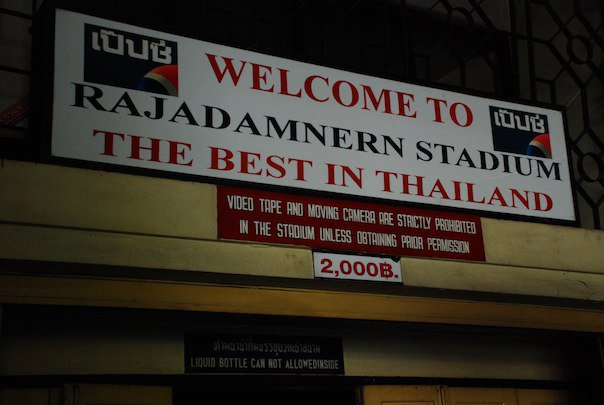 เป๊ปซี่
WELCOME TO
เป๊ปซี่
RAJADAMNERN STADIUM
THE BEST IN THAILAND
VIDEO TAPE AND MOVING CAMERA ARE STRICTLY PROHIBITED
IN THE STADIUM UNLESS OBTAINING PRIOR PERMISSION
2,000฿.
LIQUID BOTTLE CAN NOT ALLOWEDINSIDE